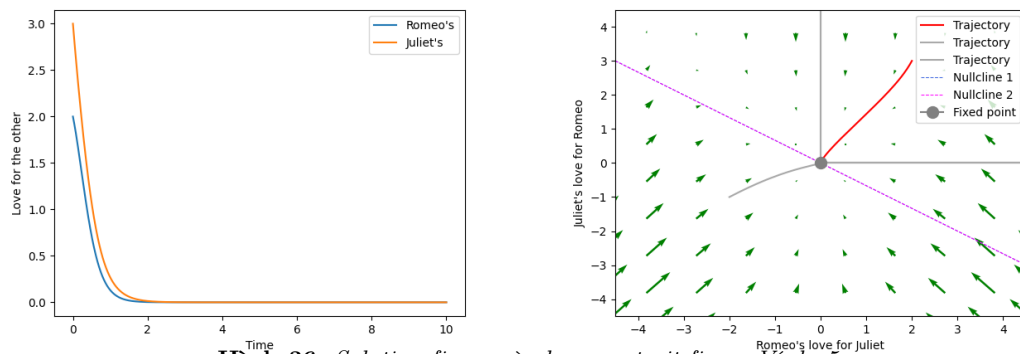 3.0
2.5
2.0
1.5
1.0
0.5
0.0
0 2 4 6 8 10
Love for the other
Time
Romeo's
Juliet's
4
3
2
1
0
−1
−2
−3
−4
−4 −3 −2 −1 0 1 2 3 4
Juliet's love for Romeo
Romeo's love for Juliet
Trajectory
Trajectory
Trajectory
Nullcline 1
Nullcline 2
Fixed point